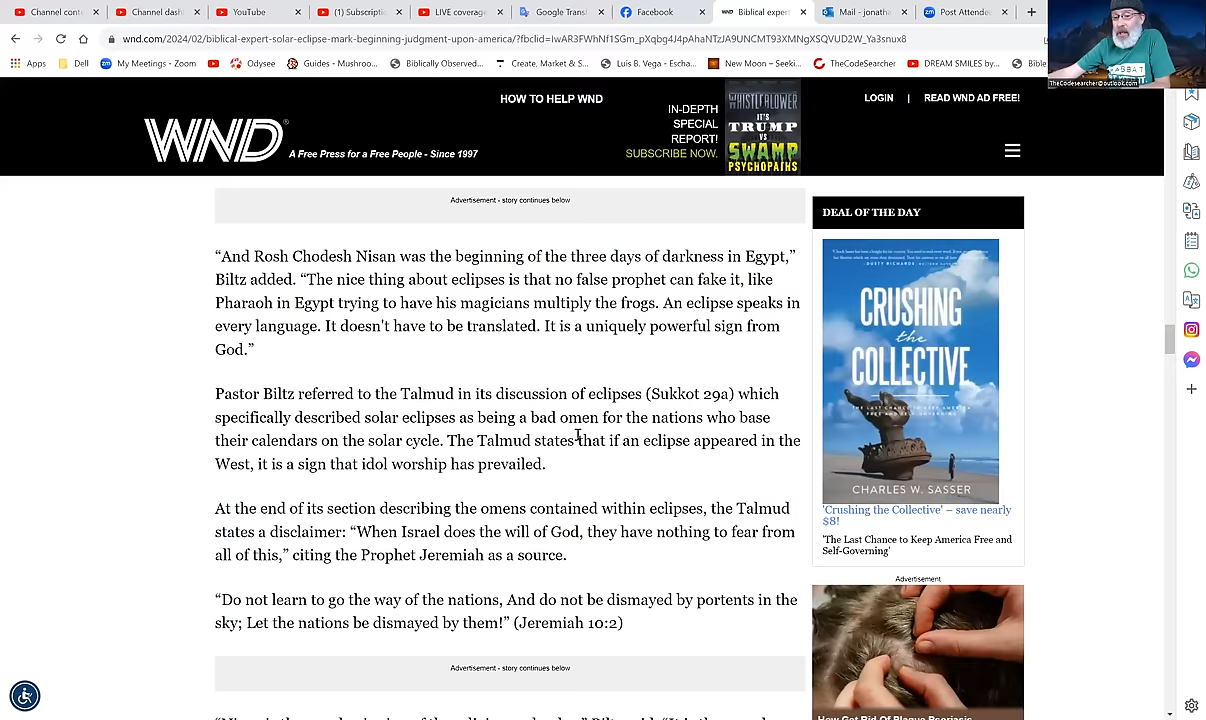 Channel cont
Channel dash
YouTube
(1) Subscripti
LIVE coverage
Google Trans
Facebook
Biblical exper
Mail - jonath
Post Attende
wnd.com/2024/02/biblical-expert-solar-eclipse-mark-beginning-judgment-upon-america/?fbclid=IwAR3FWhNf1SGm_pXqbg4J4pAhaNTzJA9UNCMT93XMNgXSQVUD2W_Ya3snux8
Apps
Dell
My Meetings - Zoom
Odysee
Guides - Mushroo...
Biblically Observed...
Create, Market & S...
Luis B. Vega - Escha...
New Moon – Seeki...
TheCodeSearcher
DREAM SMILES by...
Bible
TheCodesearcher@outlook.com
HOW TO HELP WND
LOGIN | READ WND AD FREE!
IN-DEPTH
SPECIAL
REPORT!
SUBSCRIBE NOW.
WHISTLEBLOWER
IT'S
TRUMP
VS
SWAMP
PSYCHOPATHS
WND®
A Free Press for a Free People - Since 1997
Advertisement - story continues below
“And Rosh Chodesh Nisan was the beginning of the three days of darkness in Egypt,”
Biltz added. “The nice thing about eclipses is that no false prophet can fake it, like
Pharaoh in Egypt trying to have his magicians multiply the frogs. An eclipse speaks in
every language. It doesn't have to be translated. It is a uniquely powerful sign from
God.”
Pastor Biltz referred to the Talmud in its discussion of eclipses (Sukkot 29a) which
specifically described solar eclipses as being a bad omen for the nations who base
their calendars on the solar cycle. The Talmud states that if an eclipse appeared in the
West, it is a sign that idol worship has prevailed.
At the end of its section describing the omens contained within eclipses, the Talmud
states a disclaimer: “When Israel does the will of God, they have nothing to fear from
all of this,” citing the Prophet Jeremiah as a source.
“Do not learn to go the way of the nations, And do not be dismayed by portents in the
sky; Let the nations be dismayed by them!” (Jeremiah 10:2)
Advertisement - story continues below
DEAL OF THE DAY
CRUSHING
the
COLLECTIVE
THE LAST CHANCE TO KEEP AMERICA
FREE AND SELF-GOVERNING
CHARLES W. SASSER
'Crushing the Collective' – save nearly
$8!
'The Last Chance to Keep America Free and
Self-Governing'
Advertisement
How Get Rid Of Plaque Psoriasis